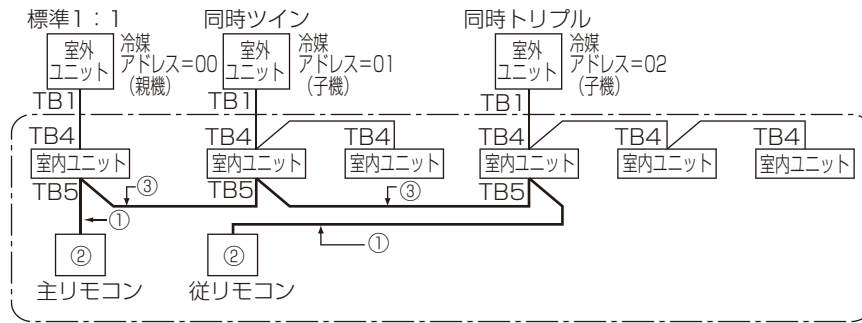 標準1：1
同時ツイン
同時トリプル
室外
ユニット
冷媒
アドレス=00
(親機)
室外
ユニット
冷媒
アドレス=01
(子機)
室外
ユニット
冷媒
アドレス=02
(子機)
TB1
TB1
TB1
TB4
TB4
TB4
TB4
TB4
TB4
室内ユニット
室内ユニット
室内ユニット
室内ユニット
室内ユニット
室内ユニット
TB5
③
TB5
③
TB5
①
①
②
②
主リモコン
従リモコン